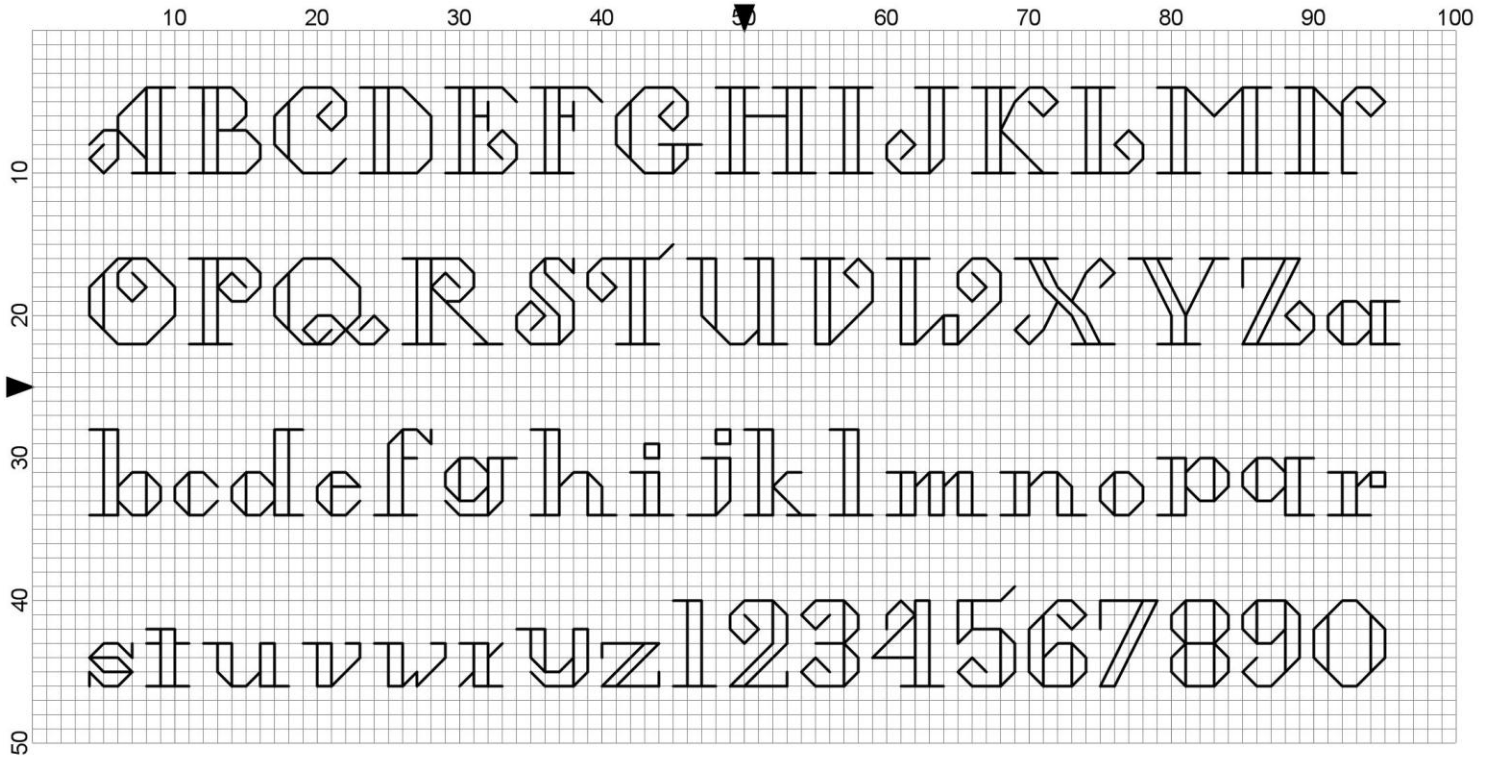 10 20 30 40 50 60 70 80 90 100
10 ABCDEFGHIJKLMN
20 OPQRSTUVWXYZa
30 bcdefghijklmnopqr
40 stuvwxyz1234567890
50